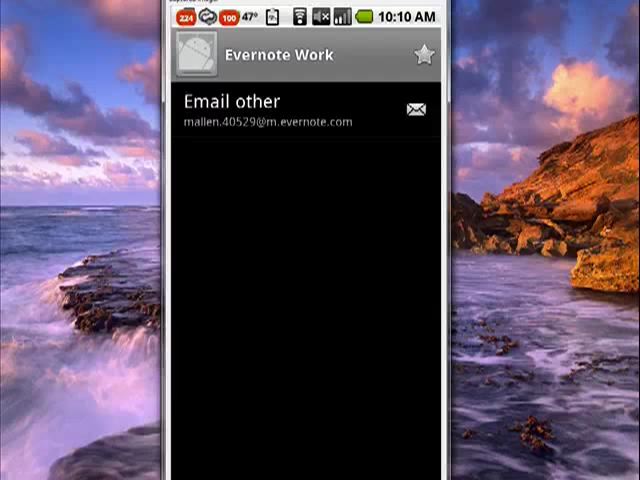 224 100 47° 10:10 AM
Evernote Work
Email other
mallen.40529@m.evernote.com